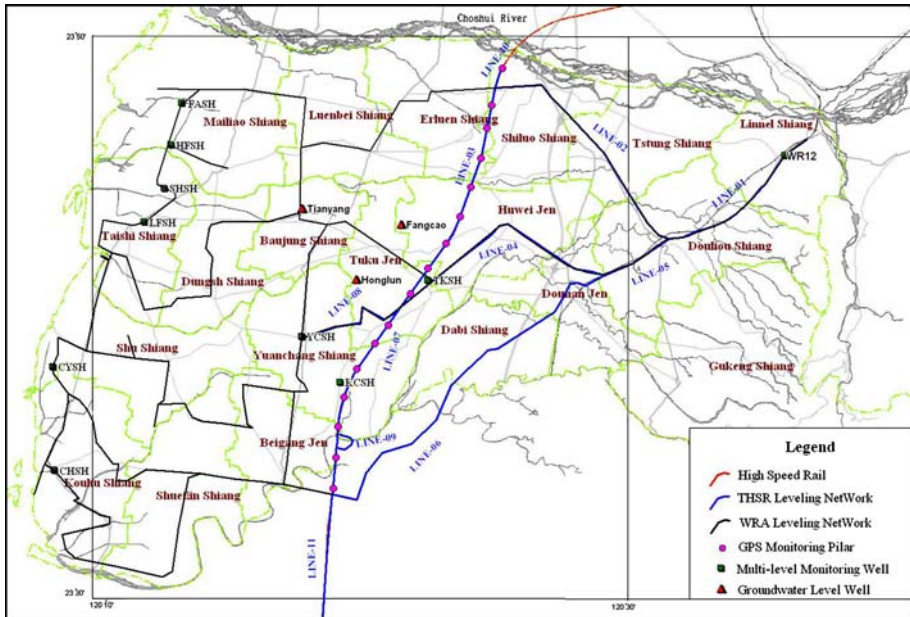 Choshui River
23 50'
LINE-10
FASH
Mailiao Shiang
Luenbei Shiang
Erluen Shiang
Shiluo Shiang
LINE-02
Tstung Shiang
Linnel Shiang
HFSH
WR12
LINE-03
SHSH
LINE-01
Tianyang
LFSH
Fangcao
Huwei Jen
Taishi Shiang
Baujung Shiang
Douliou Shiang
LINE-04
Tuku Jen
LINE-05
Dungsh Shiang
Honglun
TKSH
Dounan Jen
LINE-08
Dabi Shiang
YCSH
LINE-07
Shu Shiang
Yuanchang Shiang
CYSH
Gukeng Shiang
KCSH
Beigang Jen
LINE-09
LINE-06
CHSH
Kouhu Shiang
Shuelin Shiang
LINE-11
Legend
High Speed Rail
THSR Leveling NetWork
WRA Leveling NetWork
GPS Monitoring Pilar
Multi-level Monitoring Well
Groundwater Level Well
23 30'
120 10'
120 30'